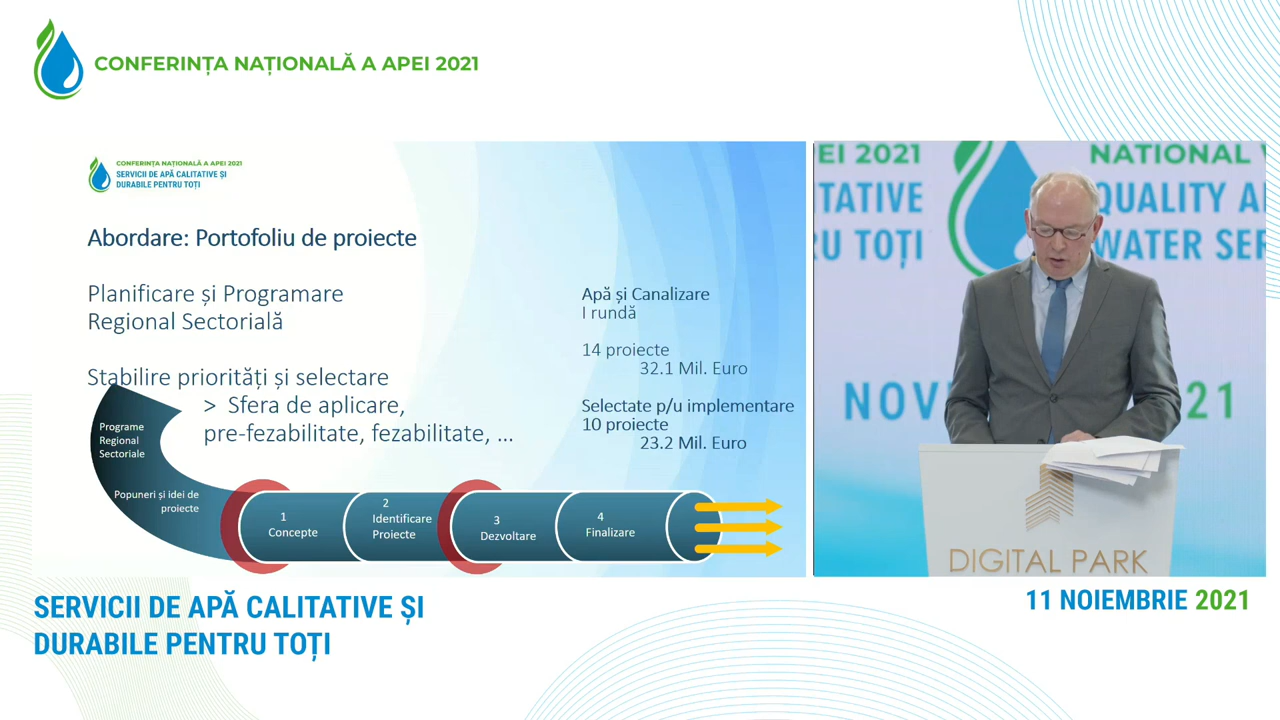 CONFERINȚA NAȚIONALĂ A APEI 2021
CONFERINȚA NAȚIONALĂ A APEI 2021
SERVICII DE APĂ CALITATIVE ȘI
DURABILE PENTRU TOȚI
Abordare: Portofoliu de proiecte
Planificare și Programare
Regional Sectorială
Stabilire priorități și selectare
> Sfera de aplicare,
pre-fezabilitate, fezabilitate, ...
Apă și Canalizare
I rundă
14 proiecte
32.1 Mil. Euro
Selectate p/u implementare
10 proiecte
23.2 Mil. Euro
Programe
Regional
Sectoriale
Popuneri și idei de
proiecte
1
Concepte
2
Identificare
Proiecte
3
Dezvoltare
4
Finalizare
EI 2021
TATIVE
RU TOȚI
NATIONAL
QUALITY A
WATER SER
NOV
21
DIGITAL PARK
SERVICII DE APĂ CALITATIVE ȘI
DURABILE PENTRU TOȚI
11 NOIEMBRIE 2021